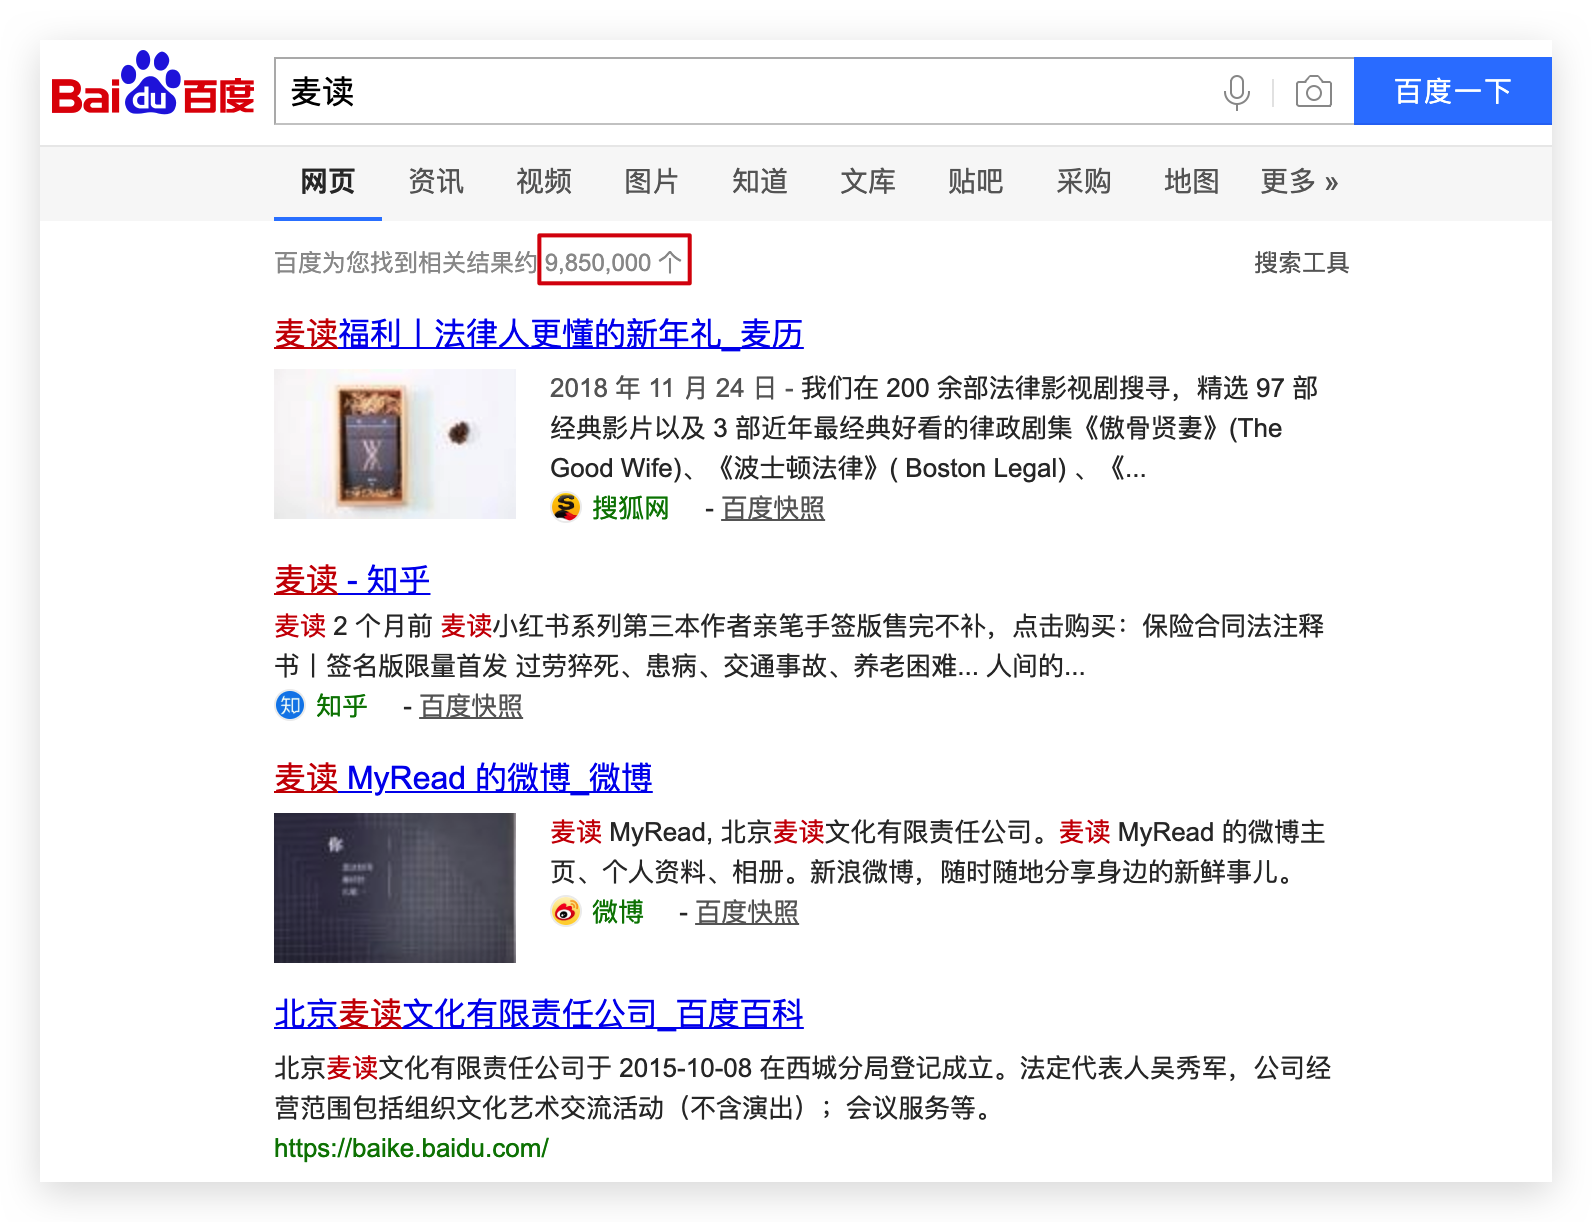 Bai du 百度
麦读
百度一下
网页 资讯 视频 图片 知道 文库 贴吧 采购 地图 更多 »
百度为您找到相关结果约 9,850,000 个
搜索工具
麦读福利丨法律人更懂的新年礼_麦历
2018 年 11 月 24 日 - 我们在 200 余部法律影视剧搜寻，精选 97 部
经典影片以及 3 部近年最经典好看的律政剧集《傲骨贤妻》(The
Good Wife)、《波士顿法律》( Boston Legal) 、《...
搜狐网 - 百度快照
麦读 - 知乎
麦读 2 个月前 麦读小红书系列第三本作者亲笔手签版售完不补，点击购买：保险合同法注释
书丨签名版限量首发 过劳猝死、患病、交通事故、养老困难... 人间的...
知 知乎 - 百度快照
麦读 MyRead 的微博_微博
你
麦读 MyRead, 北京麦读文化有限责任公司。麦读 MyRead 的微博主
页、个人资料、相册。新浪微博，随时随地分享身边的新鲜事儿。
微博 - 百度快照
北京麦读文化有限责任公司_百度百科
北京麦读文化有限责任公司于 2015-10-08 在西城分局登记成立。法定代表人吴秀军，公司经
营范围包括组织文化艺术交流活动（不含演出）；会议服务等。
https://baike.baidu.com/